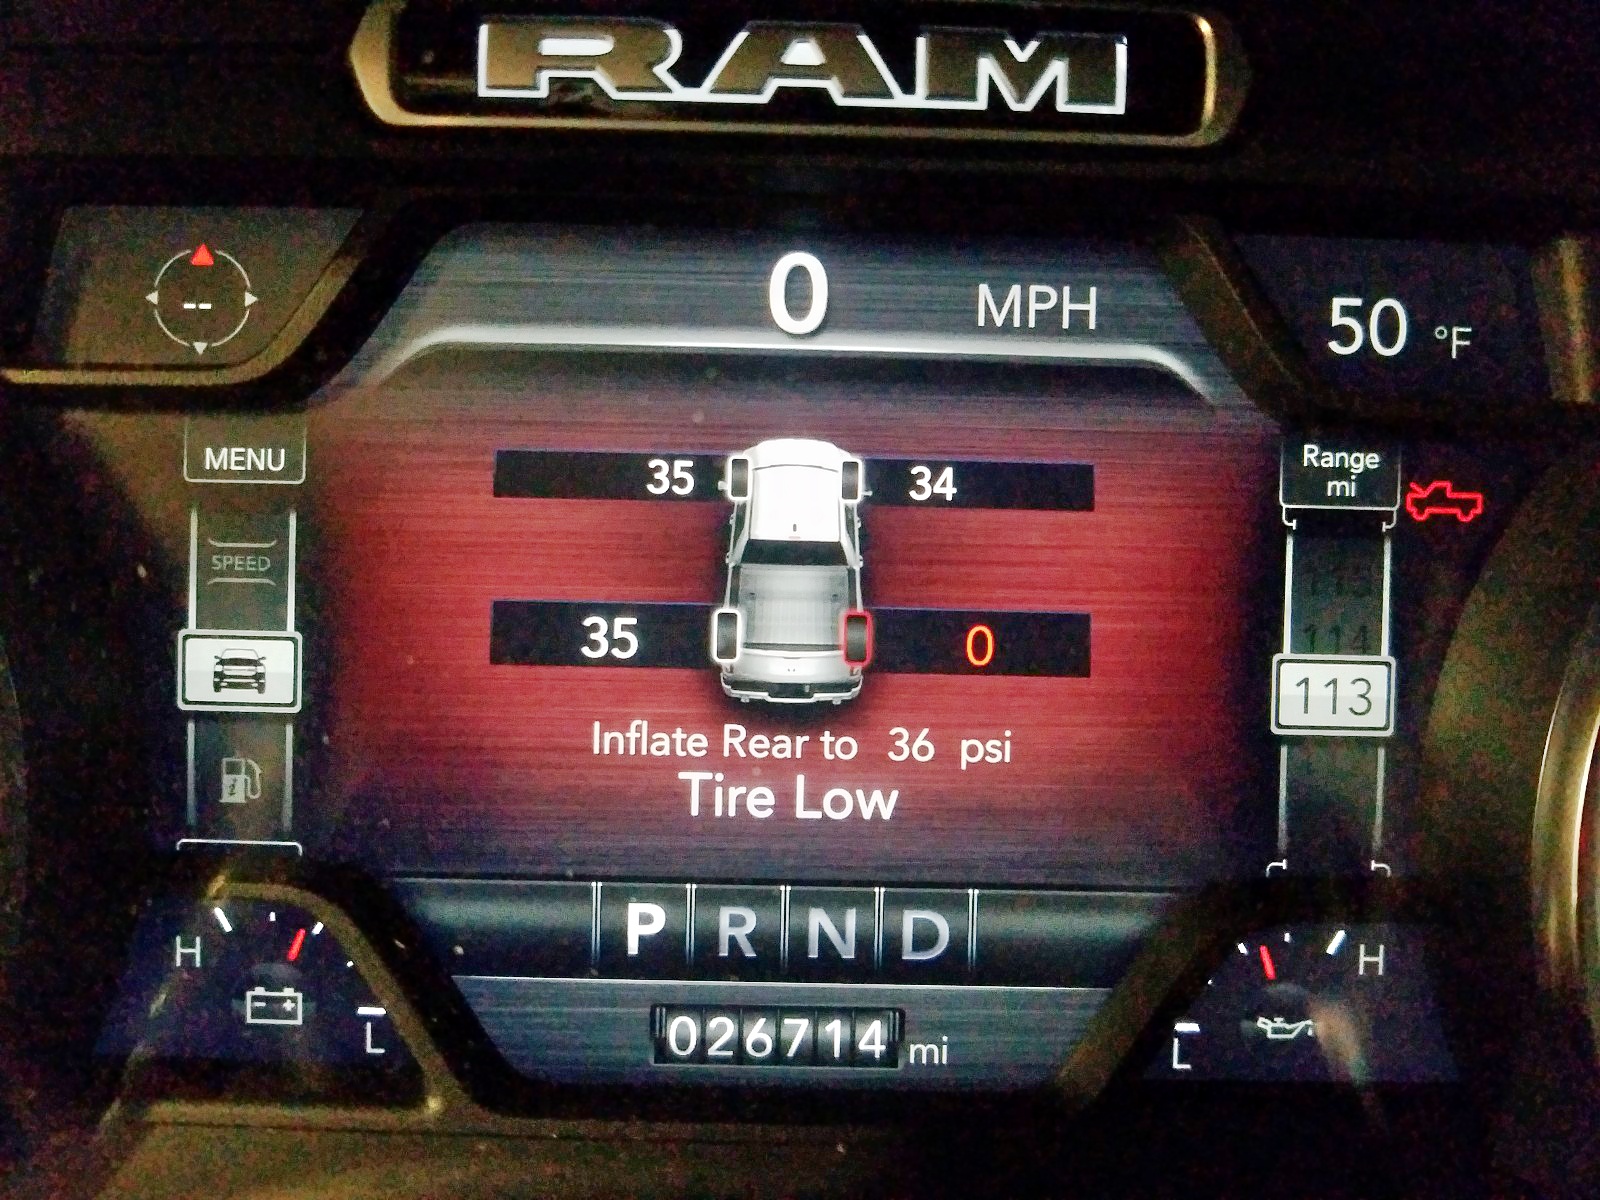 RAM
0 MPH
--
50 °F
MENU
Range
mi
35 34
SPEED
114
35 0
113
Inflate Rear to 36 psi
Tire Low
P R N D
H
H
L
026714 mi
L